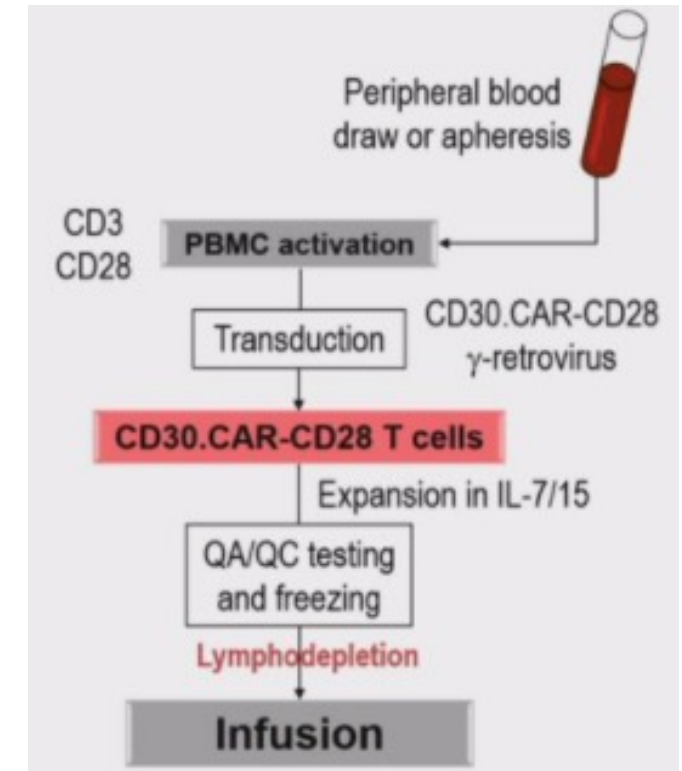 Peripheral blood
draw or apheresis
CD3
CD28
PBMC activation
Transduction
CD30.CAR-CD28
γ-retrovirus
CD30.CAR-CD28 T cells
Expansion in IL-7/15
QA/QC testing
and freezing
Lymphodepletion
Infusion